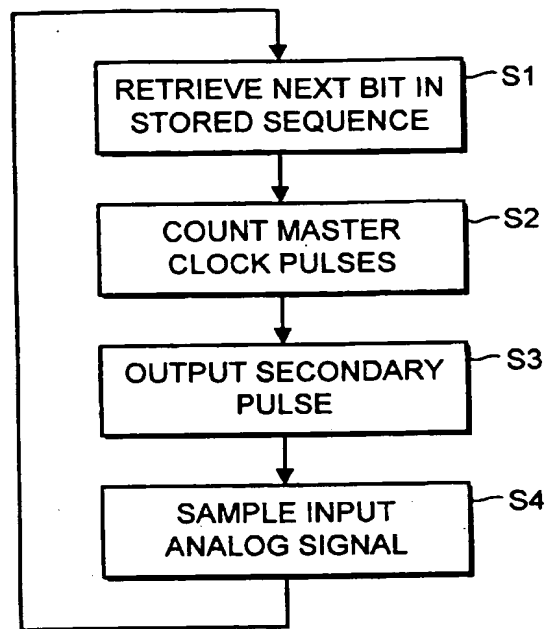 RETRIEVE NEXT BIT IN
STORED SEQUENCE
S1
COUNT MASTER
CLOCK PULSES
S2
OUTPUT SECONDARY
PULSE
S3
SAMPLE INPUT
ANALOG SIGNAL
S4